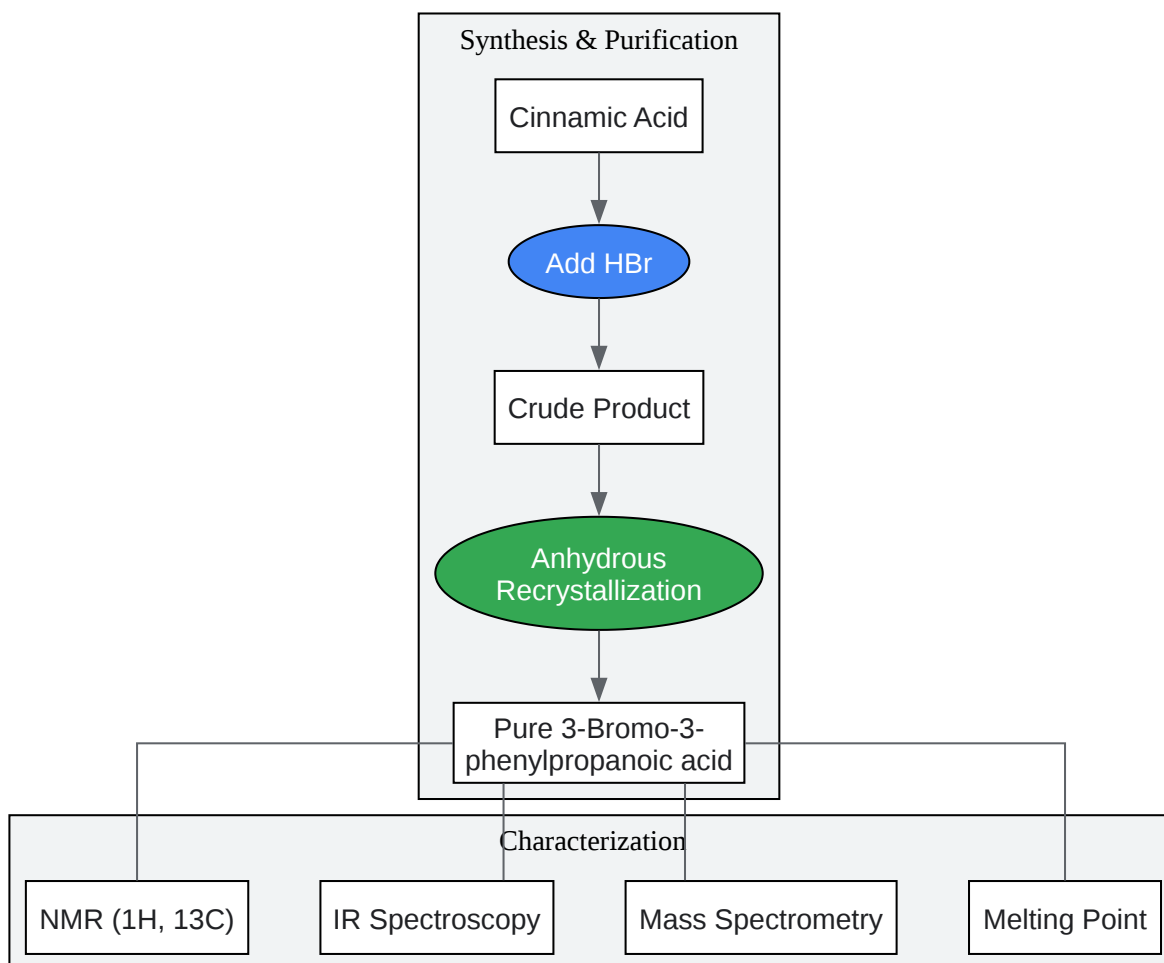 Synthesis & Purification
Cinnamic Acid
Add HBr
Crude Product
Anhydrous
Recrystallization
Pure 3-Bromo-3-
phenylpropanoic acid
Characterization
NMR (1H, 13C)
IR Spectroscopy
Mass Spectrometry
Melting Point